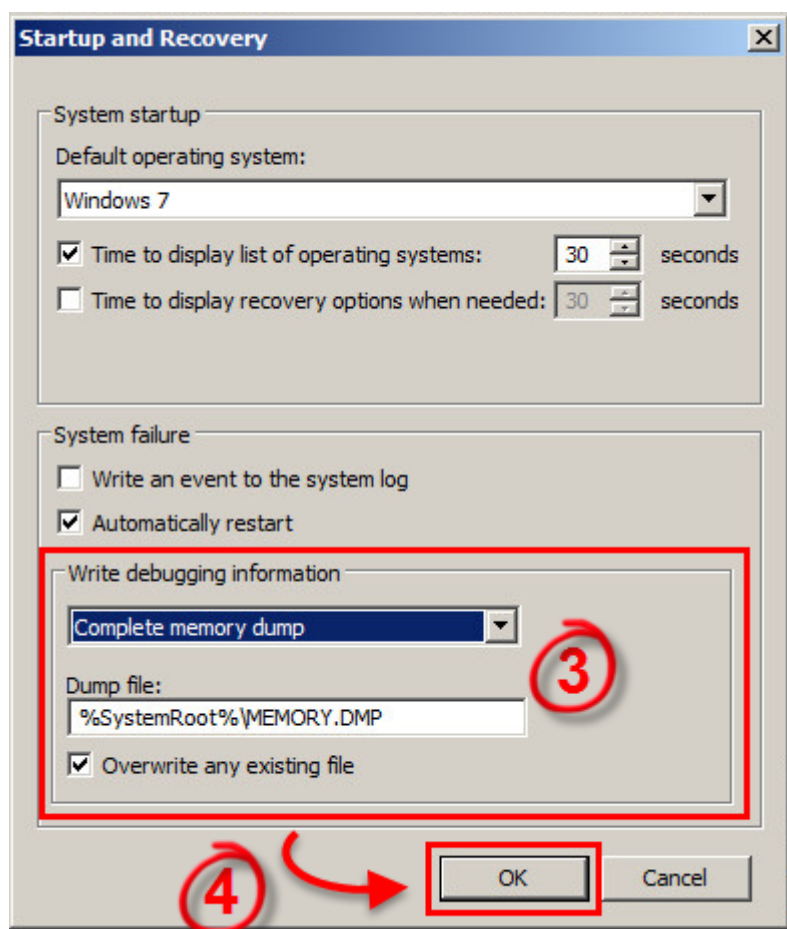 Startup and Recovery
System startup
Default operating system:
Windows 7
Time to display list of operating systems: 30 seconds
Time to display recovery options when needed: 30 seconds
System failure
Write an event to the system log
Automatically restart
Write debugging information
Complete memory dump
3
Dump file:
%SystemRoot%\MEMORY.DMP
Overwrite any existing file
4
OK Cancel